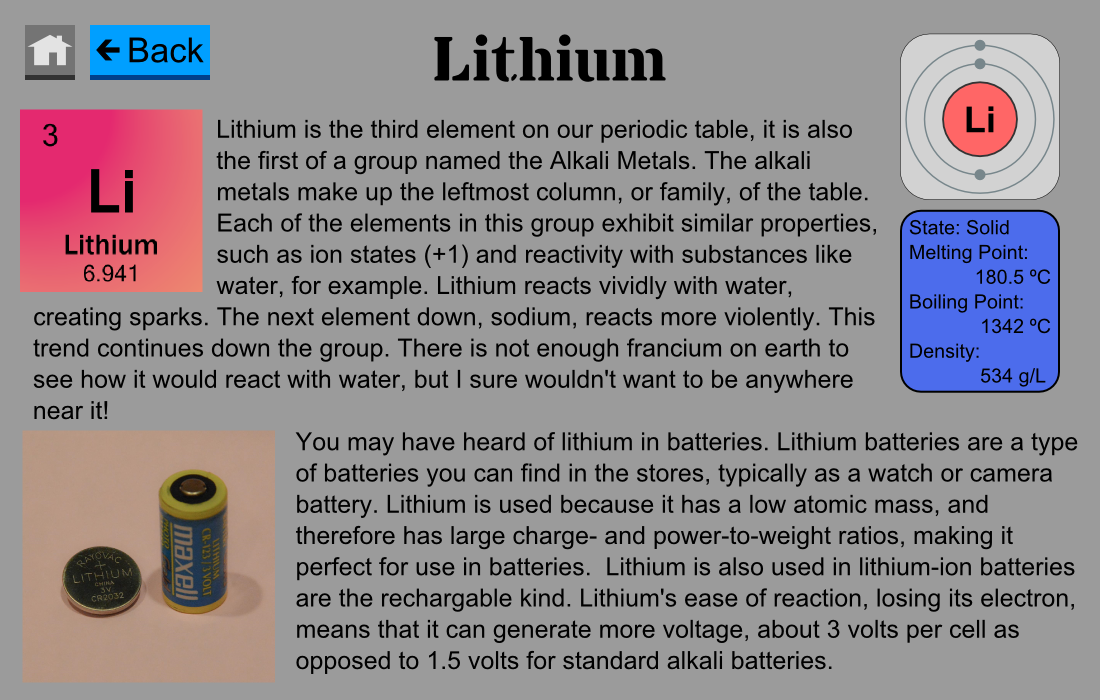 ← Back
Lithium
3
Li
Lithium
6.941
Lithium is the third element on our periodic table, it is also
the first of a group named the Alkali Metals. The alkali
metals make up the leftmost column, or family, of the table.
Each of the elements in this group exhibit similar properties,
such as ion states (+1) and reactivity with substances like
water, for example. Lithium reacts vividly with water,
creating sparks. The next element down, sodium, reacts more violently. This
trend continues down the group. There is not enough francium on earth to
see how it would react with water, but I sure wouldn't want to be anywhere
near it!
Li
State: Solid
Melting Point:
180.5 ºC
Boiling Point:
1342 ºC
Density:
534 g/L
RAYOVAC
+
LITHIUM
CHINA
3V
CR2032
maxell
LITHIUM
You may have heard of lithium in batteries. Lithium batteries are a type
of batteries you can find in the stores, typically as a watch or camera
battery. Lithium is used because it has a low atomic mass, and
therefore has large charge- and power-to-weight ratios, making it
perfect for use in batteries.  Lithium is also used in lithium-ion batteries
are the rechargable kind. Lithium's ease of reaction, losing its electron,
means that it can generate more voltage, about 3 volts per cell as
opposed to 1.5 volts for standard alkali batteries.